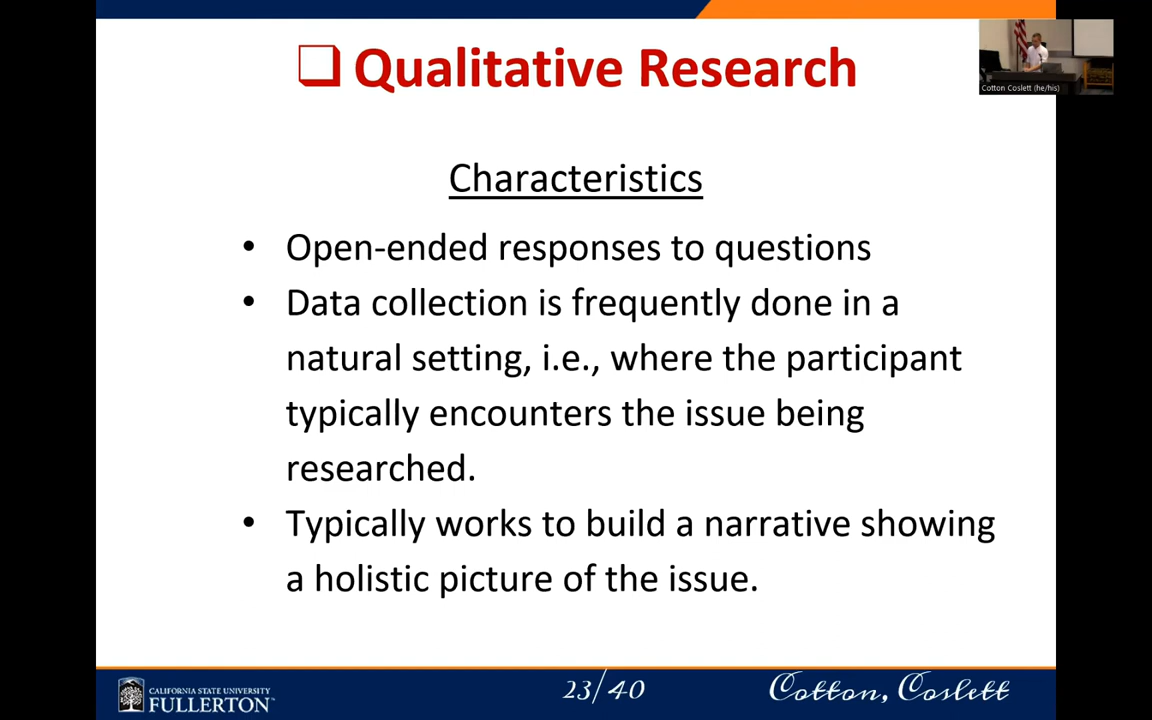 Qualitative Research
Cotton Coslett (he/his)
Characteristics
• Open-ended responses to questions
• Data collection is frequently done in a
natural setting, i.e., where the participant
typically encounters the issue being
researched.
• Typically works to build a narrative showing
a holistic picture of the issue.
CALIFORNIA STATE UNIVERSITY
FULLERTON
23/40
Cotton, Coslett